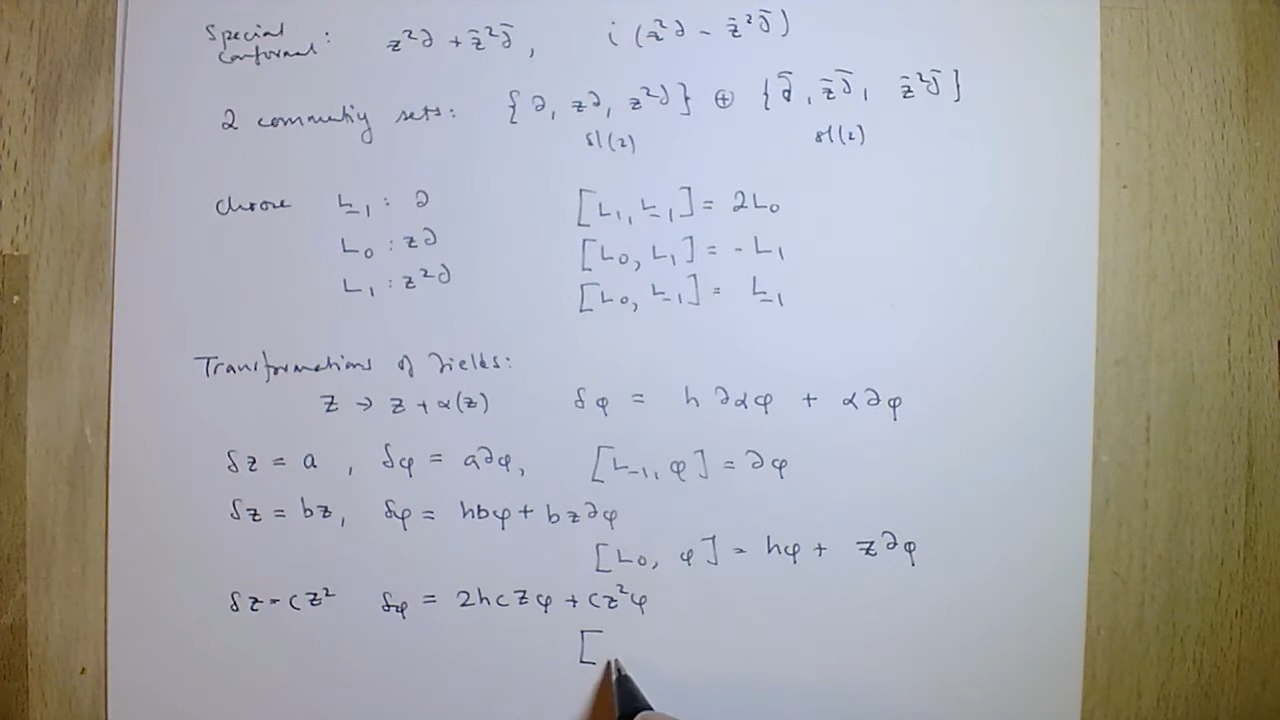 Special conformal: z²∂ + z̄²∂̄, i(z²∂ - z̄²∂̄)
2 commuting sets: {∂, z∂, z²∂} ⊕ {∂̄, z̄∂̄, z̄²∂̄}
sl(2) sl(2)
choose L₋₁ : ∂ [L₁, L₋₁] = 2L₀
L₀ : z∂ [L₀, L₁] = - L₁
L₁ : z²∂ [L₀, L₋₁] = L₋₁
Transformations of fields:
z → z + α(z) δφ = h ∂αφ + α∂φ
δz = a, δφ = a∂φ, [L₋₁, φ] = ∂φ
δz = bz, δφ = hbφ + bz∂φ
[L₀, φ] = hφ + z∂φ
δz = cz² δφ = 2hczφ + cz²φ
[